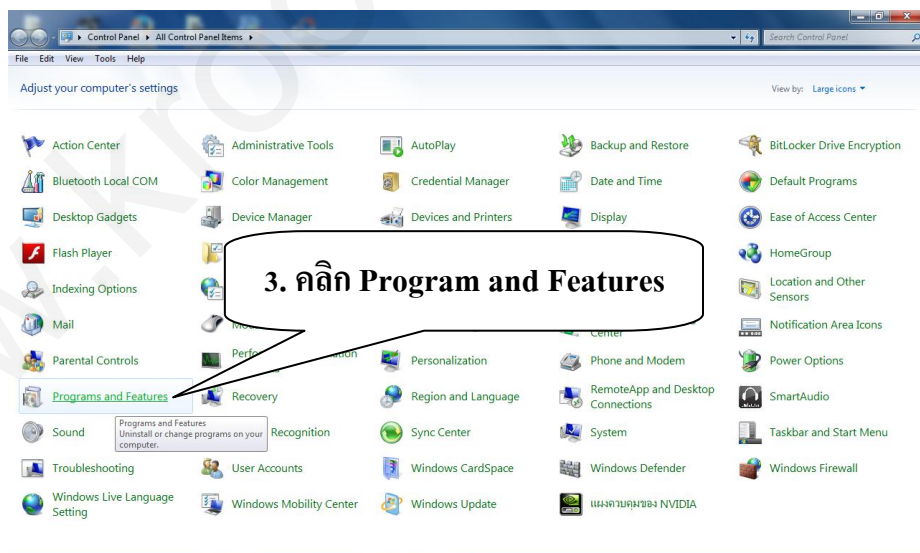 Control Panel ▸ All Control Panel Items ▸
Search Control Panel
File Edit View Tools Help
Adjust your computer's settings
View by: Large icons
Action Center
Administrative Tools
AutoPlay
Backup and Restore
BitLocker Drive Encryption
Bluetooth Local COM
Color Management
Credential Manager
Date and Time
Default Programs
Desktop Gadgets
Device Manager
Devices and Printers
Display
Ease of Access Center
Flash Player
HomeGroup
3. คลิก Program and Features
Indexing Options
Location and Other
Sensors
Mail
Center
Notification Area Icons
Parental Controls
Personalization
Phone and Modem
Power Options
Programs and Features
Recovery
Region and Language
RemoteApp and Desktop
Connections
SmartAudio
Programs and Features
Uninstall or change programs on your
computer.
Sound
Recognition
Sync Center
System
Taskbar and Start Menu
Troubleshooting
User Accounts
Windows CardSpace
Windows Defender
Windows Firewall
Windows Live Language
Setting
Windows Mobility Center
Windows Update
แผงควบคุมของ NVIDIA